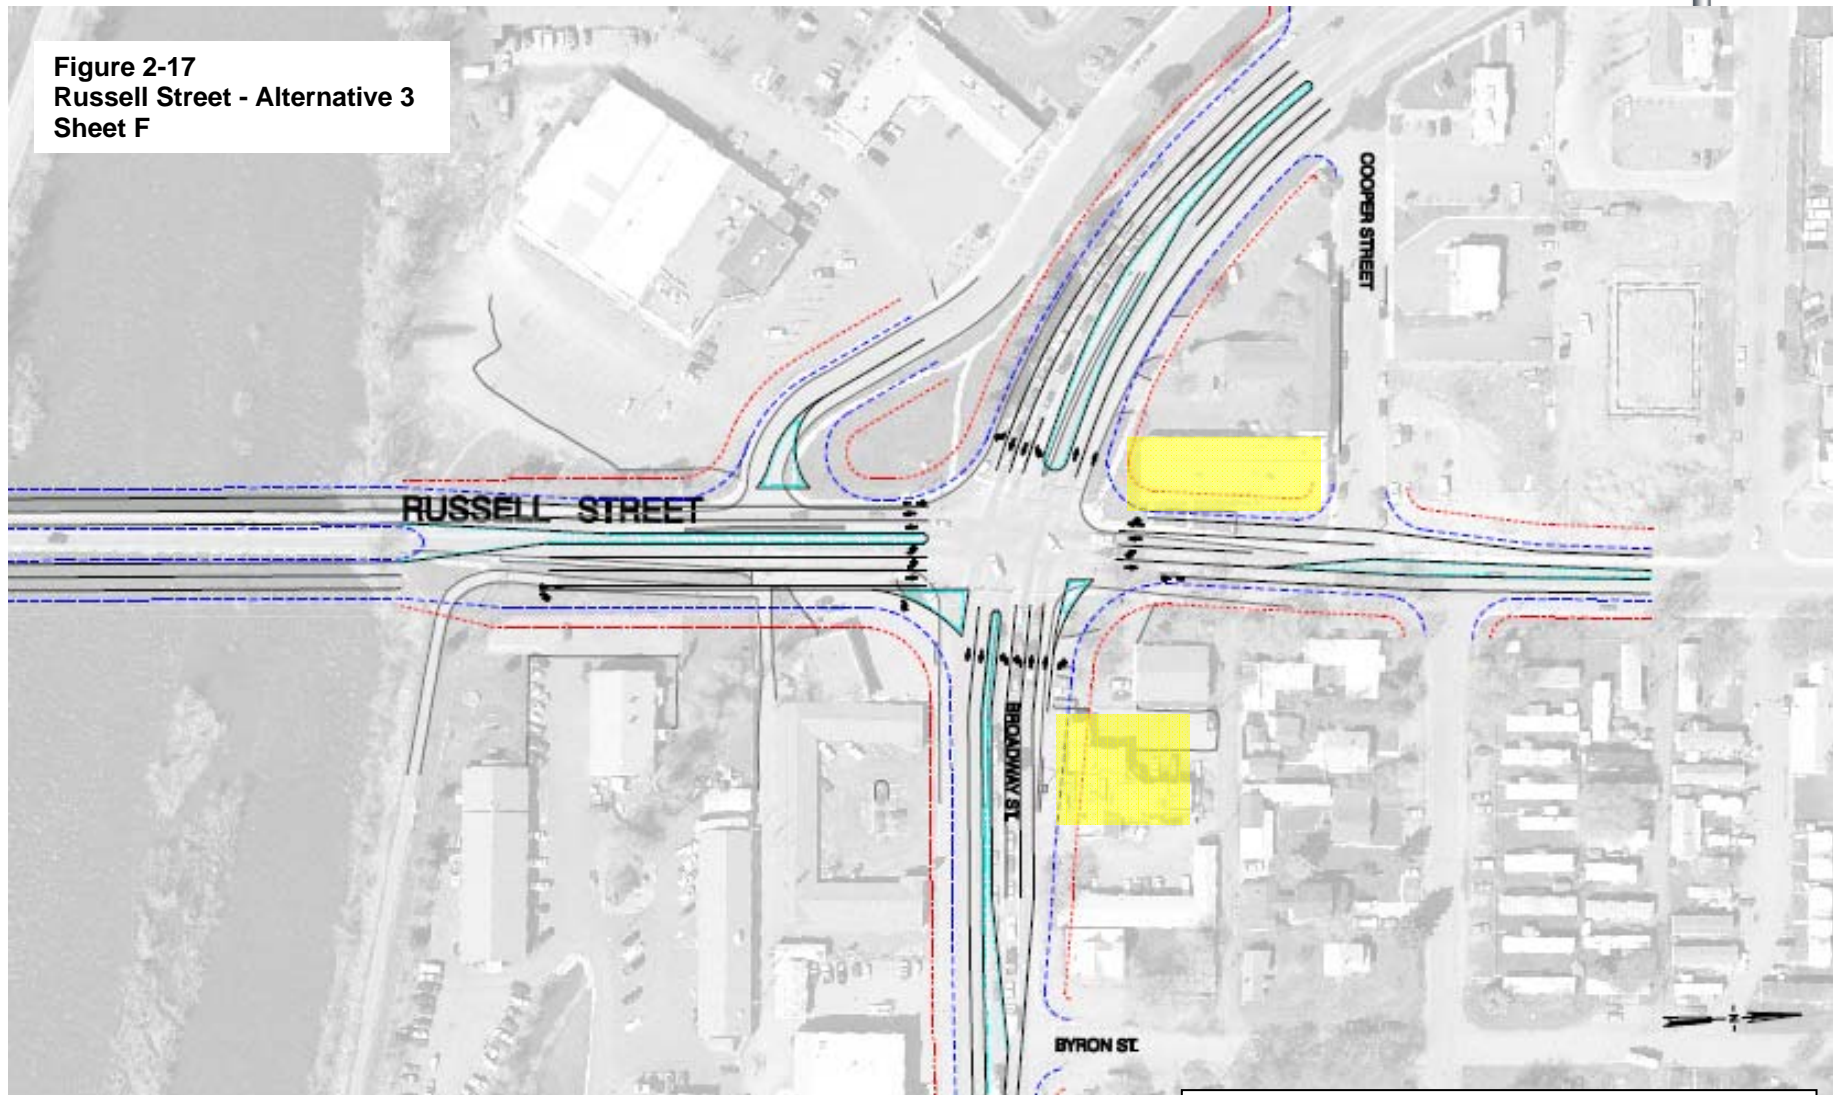 Figure 2-17
Russell Street - Alternative 3
Sheet F
COOPER STREET
RUSSELL STREET
BROADWAY ST.
BYRON ST.